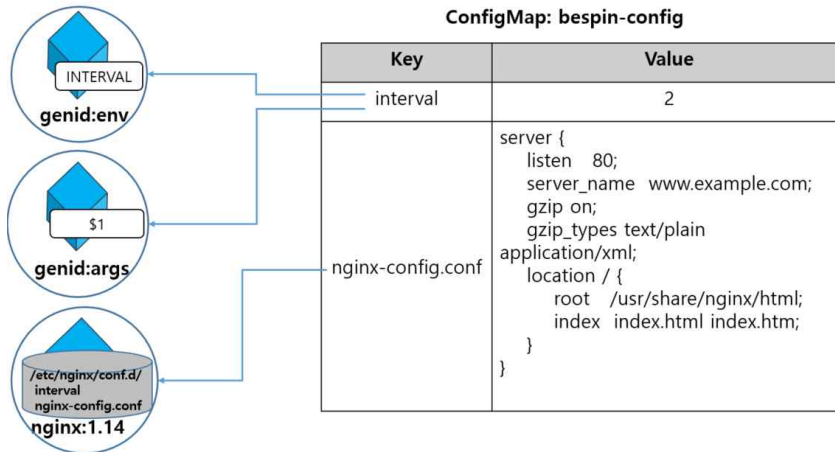 ConfigMap: bespin-config
INTERVAL
genid:env
$1
genid:args
/etc/nginx/conf.d/
interval
nginx-config.conf
nginx:1.14
Key Value
interval 2
nginx-config.conf
server {
listen 80;
server_name www.example.com;
gzip on;
gzip_types text/plain
application/xml;
location / {
root /usr/share/nginx/html;
index index.html index.htm;
}
}